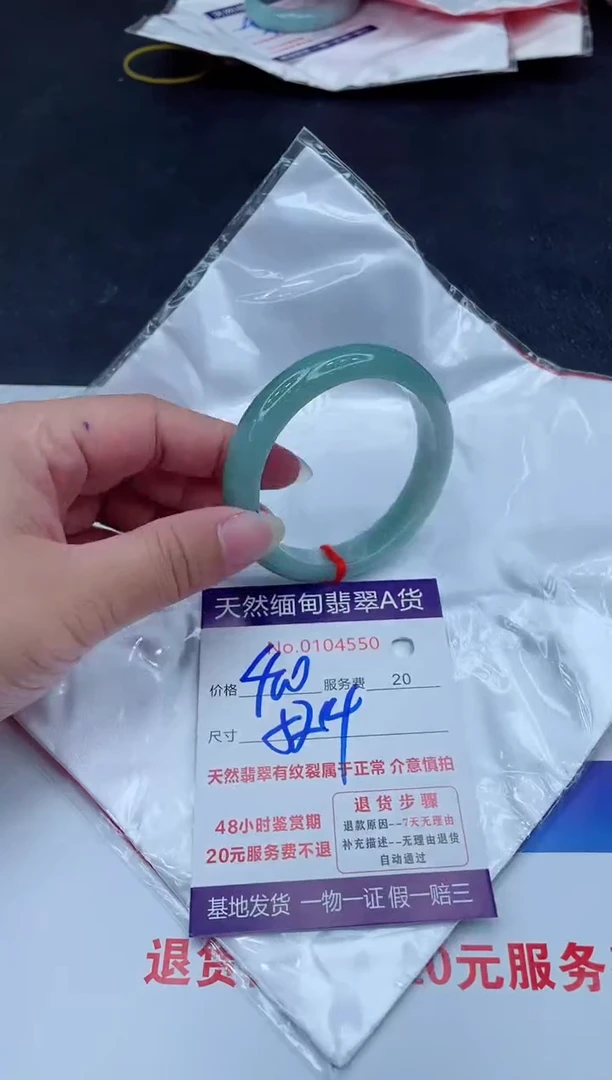 天然缅甸翡翠A货
No.0104550
价格 400 服务费 20
尺寸
天然翡翠有纹裂属于正常 介意慎拍
48小时鉴赏期
20元服务费不退
退货步骤
退款原因--7天无理由
补充描述--无理由退货
自动通过
基地发货 一物一证 假一赔三
退货
20元服务